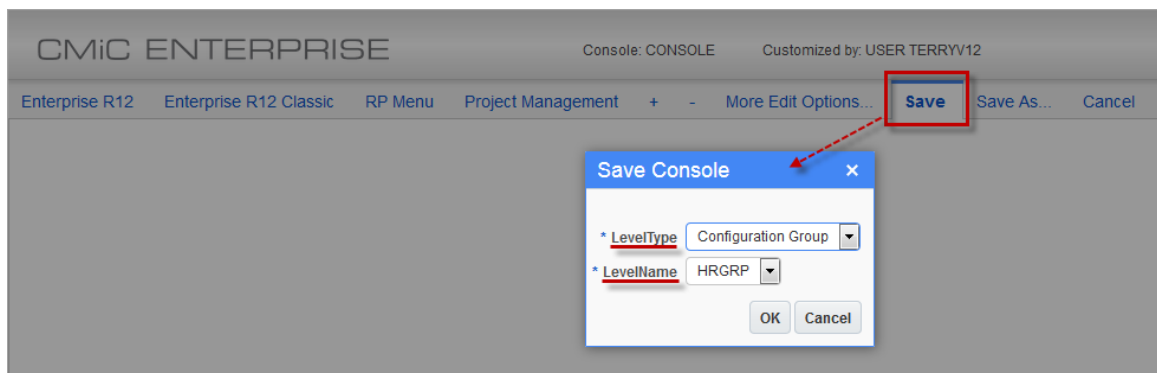 CMiC ENTERPRISE Console: CONSOLE Customized by: USER TERRYV12
Enterprise R12 Enterprise R12 Classic RP Menu Project Management + - More Edit Options... Save Save As... Cancel
Save Console ×
* LevelType Configuration Group
* LevelName HRGRP
OK Cancel